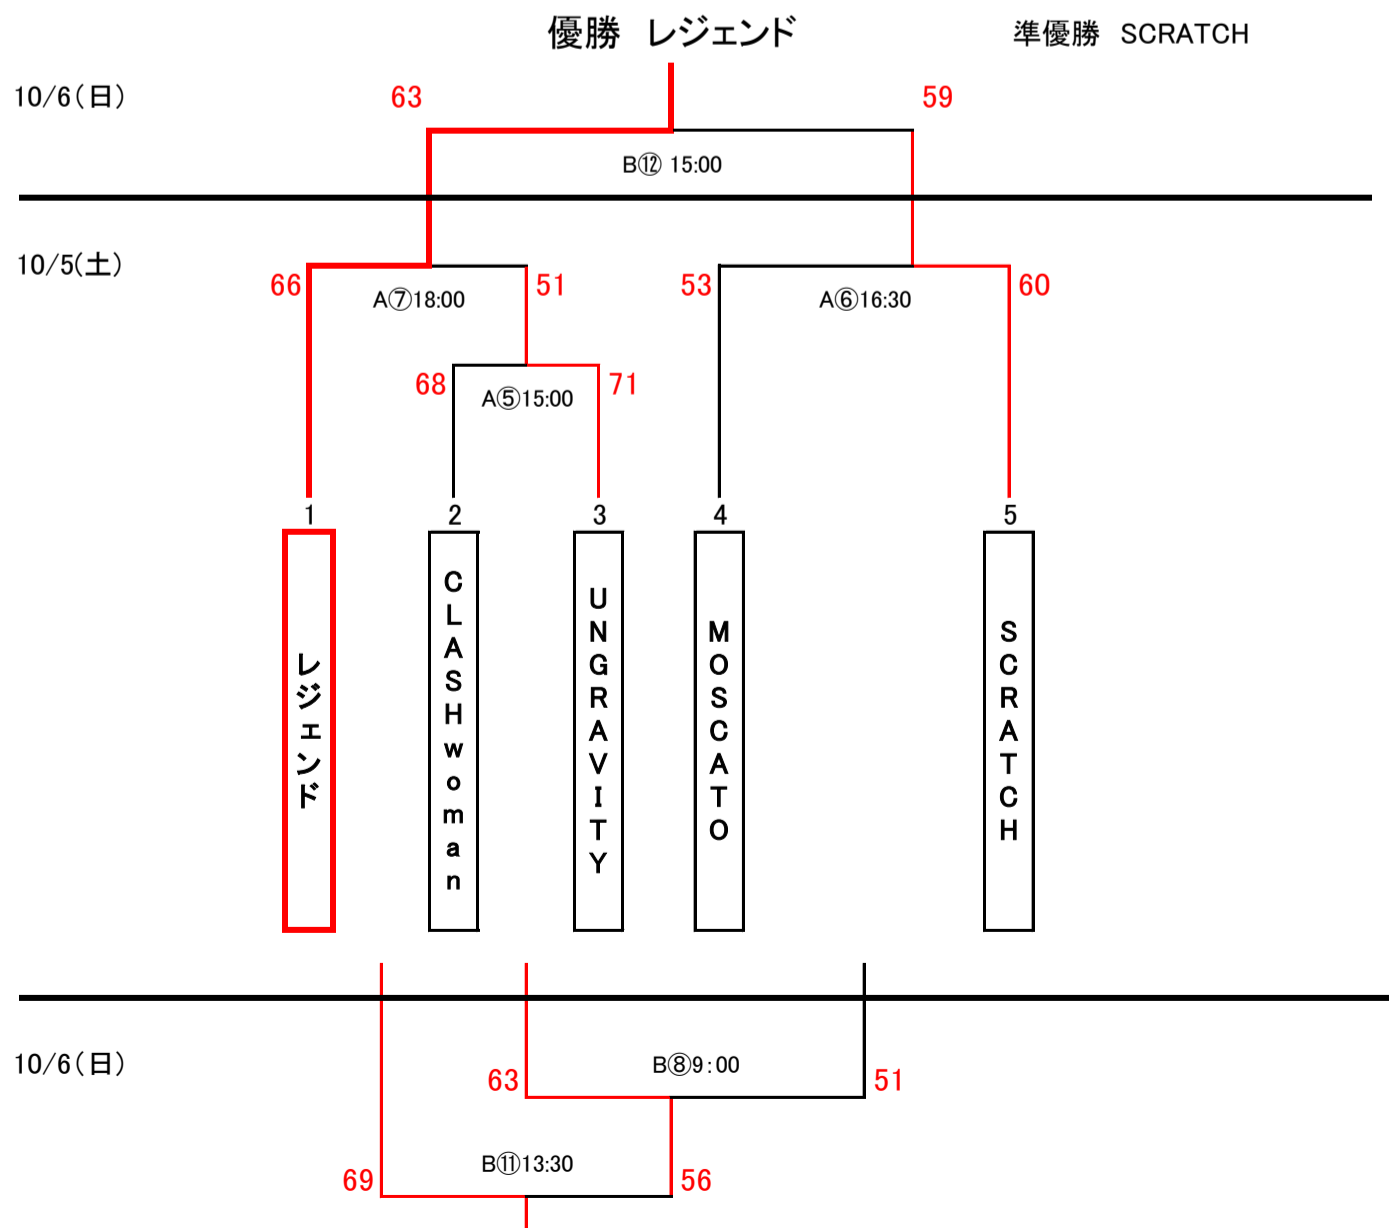 優勝　レジェンド
準優勝　SCRATCH
10/6(日)
63
59
B⑫ 15:00
10/5(土)
66
51
53
60
A⑦18:00
A⑥16:30
68
71
A⑤15:00
1
2
3
4
5
レジェンド
CLASHwoman
UNGRAVITY
MOSCATO
SCRATCH
10/6(日)
B⑧9:00
63
51
B⑪13:30
69
56